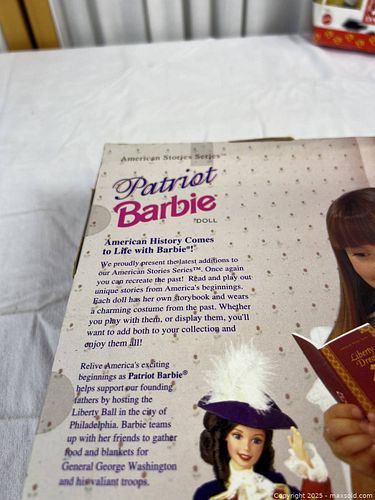 American Stories Series™
Patriot
Barbie
DOLL
American History Comes
to Life with Barbie®!
We proudly present the latest additions to
our American Stories Series™. Once again
you can recreate the past! Read and play out
unique stories from America's beginnings.
Each doll has her own storybook and wears
a charming costume from the past. Whether
you play with them, or display them, you'll
want to add both to your collection and
enjoy them all!
Relive America's exciting
beginnings as Patriot Barbie®
helps support our founding
fathers by hosting the
Liberty Ball in the city of
Philadelphia. Barbie teams
up with her friends to gather
food and blankets for
General George Washington
and his valiant troops.
Liberty
Copyright 2025 - maxsold.com